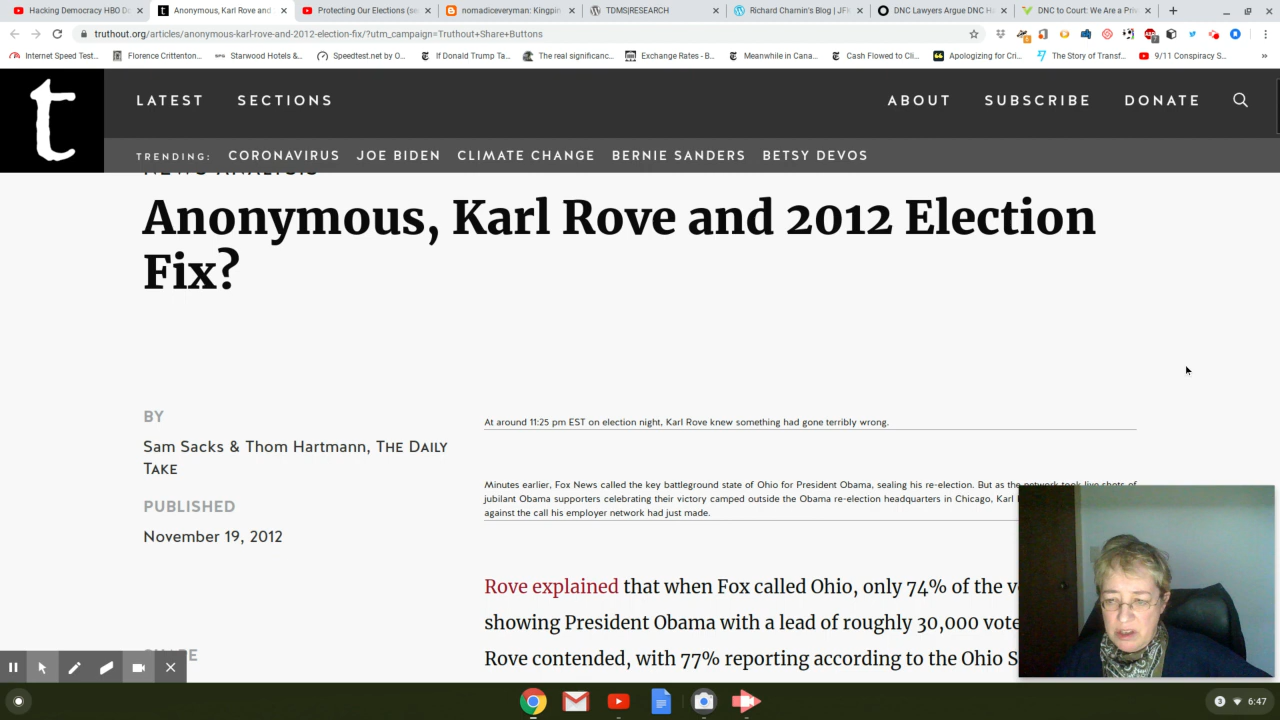 Hacking Democracy HBO Do
Anonymous, Karl Rove and
Protecting Our Elections (se
nomadiceveryman: Kingpin
TDMS|RESEARCH
Richard Charnin's Blog | JFK
DNC Lawyers Argue DNC H
DNC to Court: We Are a Pri
truthout.org/articles/anonymous-karl-rove-and-2012-election-fix/?utm_campaign=Truthout+Share+Buttons
Internet Speed Test...
Florence Crittenton...
Starwood Hotels &...
Speedtest.net by O...
If Donald Trump Ta...
The real significanc...
Exchange Rates - B...
Meanwhile in Cana...
Cash Flowed to Cli...
Apologizing for Cri...
The Story of Transf...
9/11 Conspiracy S...
t
LATEST SECTIONS ABOUT SUBSCRIBE DONATE
TRENDING: CORONAVIRUS JOE BIDEN CLIMATE CHANGE BERNIE SANDERS BETSY DEVOS
NEWS ANALYSIS
Anonymous, Karl Rove and 2012 Election
Fix?
BY
Sam Sacks & Thom Hartmann, THE DAILY
TAKE
PUBLISHED
November 19, 2012
At around 11:25 pm EST on election night, Karl Rove knew something had gone terribly wrong.
Minutes earlier, Fox News called the key battleground state of Ohio for President Obama, sealing his re-election. But as the network took live shots of
jubilant Obama supporters celebrating their victory camped outside the Obama re-election headquarters in Chicago, Karl
against the call his employer network had just made.
Rove explained that when Fox called Ohio, only 74% of the
showing President Obama with a lead of roughly 30,000
Rove contended, with 77% reporting according to the Ohio S
6:47